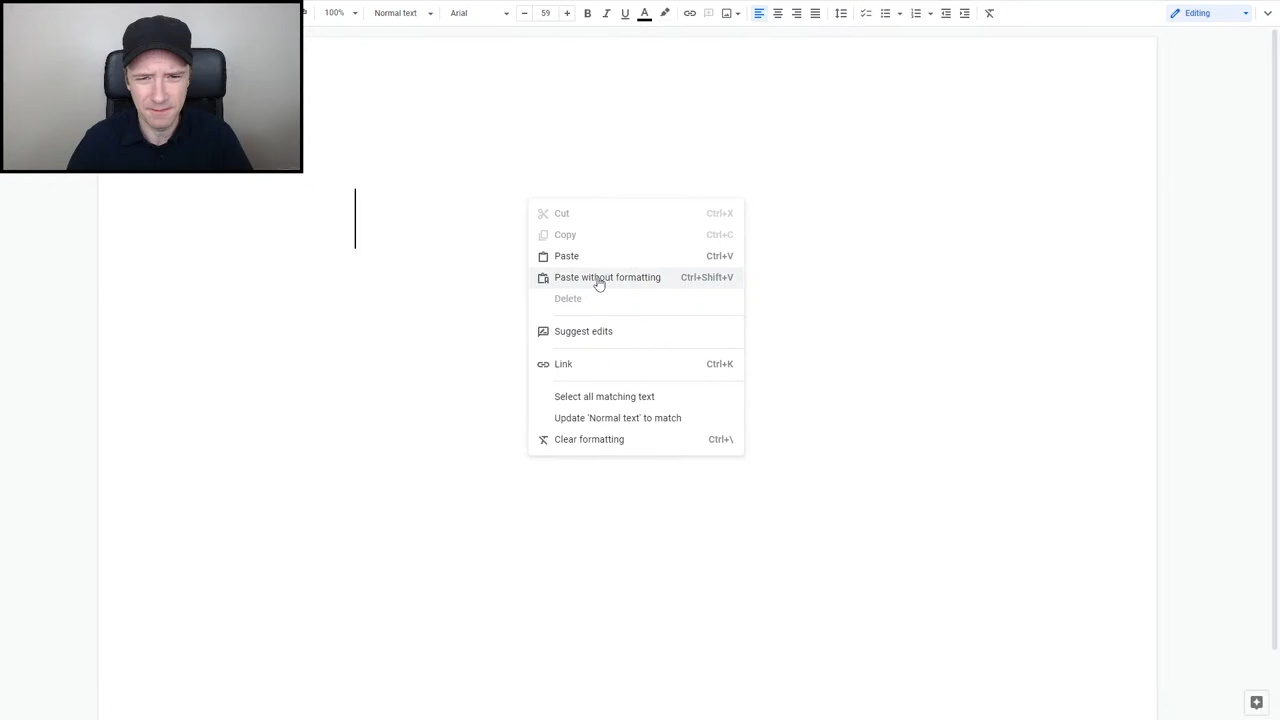 100% Normal text Arial 59 B I U A Editing
Cut Ctrl+X
Copy Ctrl+C
Paste Ctrl+V
Paste without formatting Ctrl+Shift+V
Delete
Suggest edits
Link Ctrl+K
Select all matching text
Update 'Normal text' to match
Clear formatting Ctrl+\